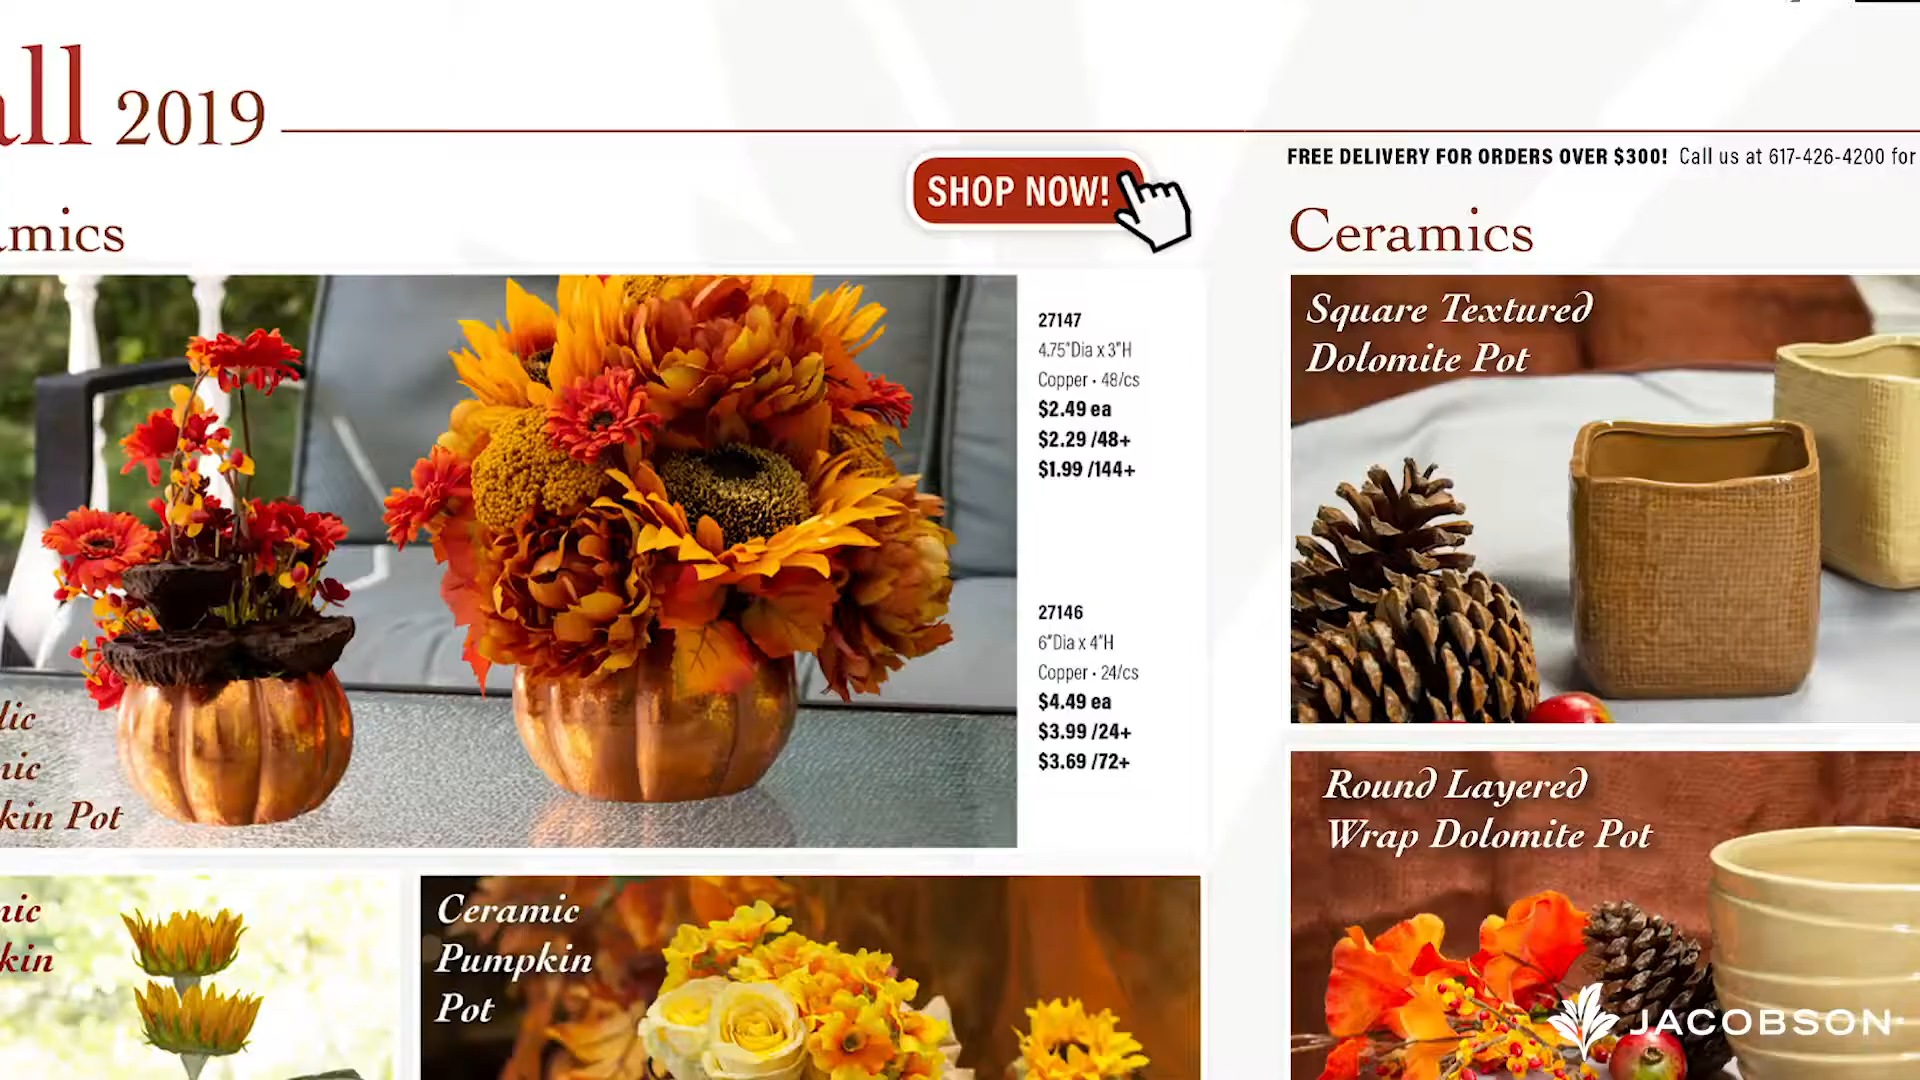 all 2019
SHOP NOW!
FREE DELIVERY FOR ORDERS OVER $300! Call us at 617-426-4200 for
amics
Ceramics
27147
4.75"Dia x 3"H
Copper • 48/cs
$2.49 ea
$2.29 /48+
$1.99 /144+
27146
6"Dia x 4"H
Copper • 24/cs
$4.49 ea
$3.99 /24+
$3.69 /72+
lic
nic
kin Pot
Square Textured
Dolomite Pot
Round Layered
Wrap Dolomite Pot
nic
kin
Ceramic
Pumpkin
Pot
JACOBSON